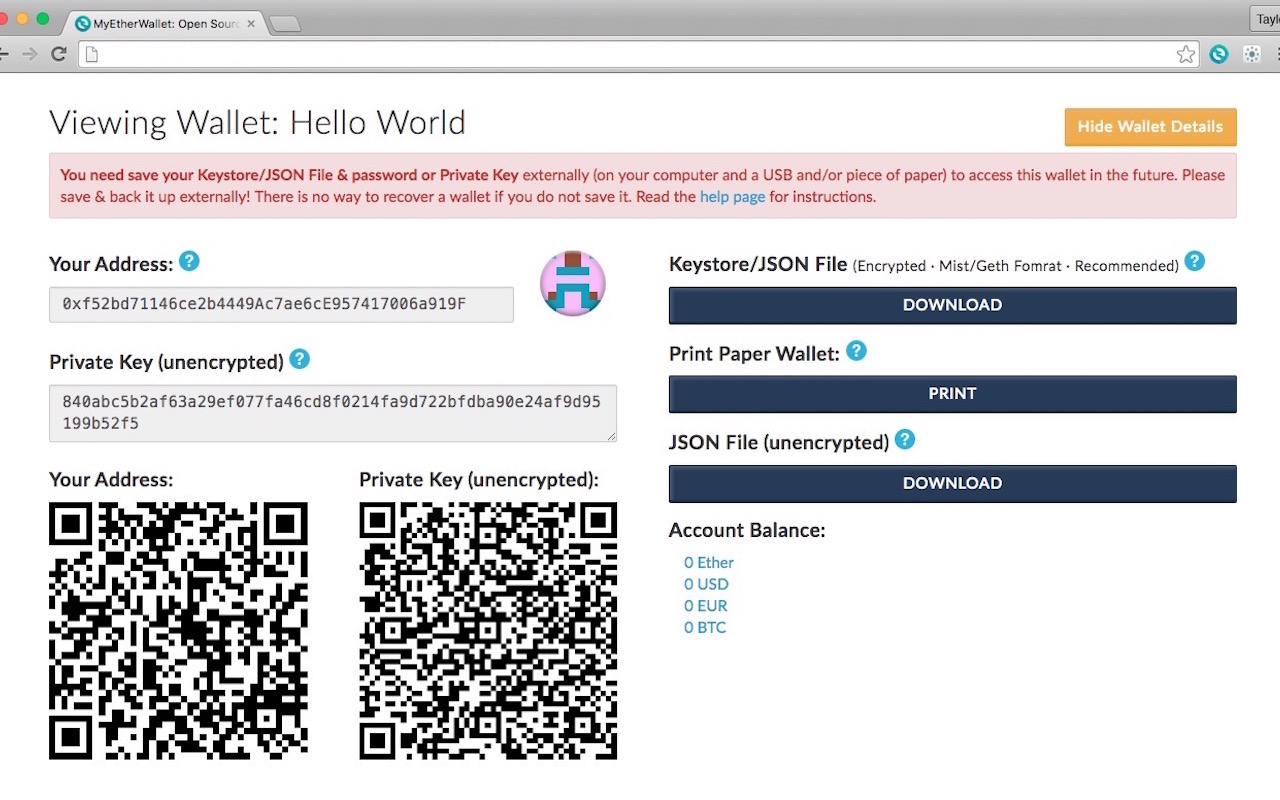 MyEtherWallet: Open Sourc
Viewing Wallet: Hello World
Hide Wallet Details
You need save your Keystore/JSON File & password or Private Key externally (on your computer and a USB and/or piece of paper) to access this wallet in the future. Please
save & back it up externally! There is no way to recover a wallet if you do not save it. Read the help page for instructions.
Your Address: ?
0xf52bd71146ce2b4449Ac7ae6cE957417006a919F
Private Key (unencrypted) ?
840abc5b2af63a29ef077fa46cd8f0214fa9d722bfdba90e24af9d95
199b52f5
Your Address:
Private Key (unencrypted):
Keystore/JSON File (Encrypted · Mist/Geth Fomrat · Recommended) ?
DOWNLOAD
Print Paper Wallet: ?
PRINT
JSON File (unencrypted) ?
DOWNLOAD
Account Balance:
0 Ether
0 USD
0 EUR
0 BTC